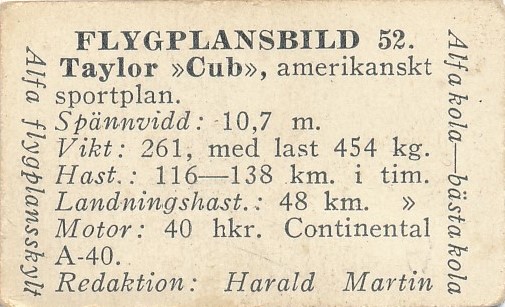 FLYGPLANSBILD 52.
Taylor »Cub«, amerikanskt
sportplan.
Spännvidd: 10,7 m.
Vikt: 261, med last 454 kg.
Hast.: 116—138 km. i tim.
Landningshast.: 48 km. »
Motor: 40 hkr. Continental
A-40.
Redaktion: Harald Martin
Alfa flygplansskylt
Alfa kola—bästa kola